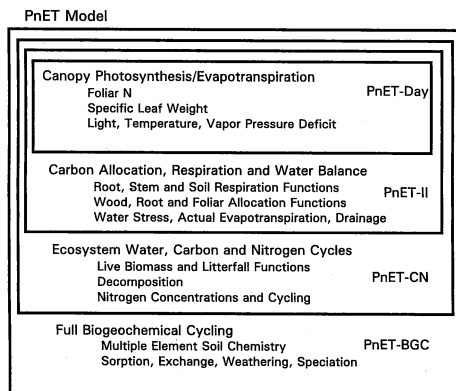 PnET Model
Canopy Photosynthesis/Evapotranspiration
PnET-Day
Foliar N
Specific Leaf Weight
Light, Temperature, Vapor Pressure Deficit
Carbon Allocation, Respiration and Water Balance
Root, Stem and Soil Respiration Functions
PnET-II
Wood, Root and Foliar Allocation Functions
Water Stress, Actual Evapotranspiration, Drainage
Ecosystem Water, Carbon and Nitrogen Cycles
Live Biomass and Litterfall Functions
PnET-CN
Decomposition
Nitrogen Concentrations and Cycling
Full Biogeochemical Cycling
PnET-BGC
Multiple Element Soil Chemistry
Sorption, Exchange, Weathering, Speciation